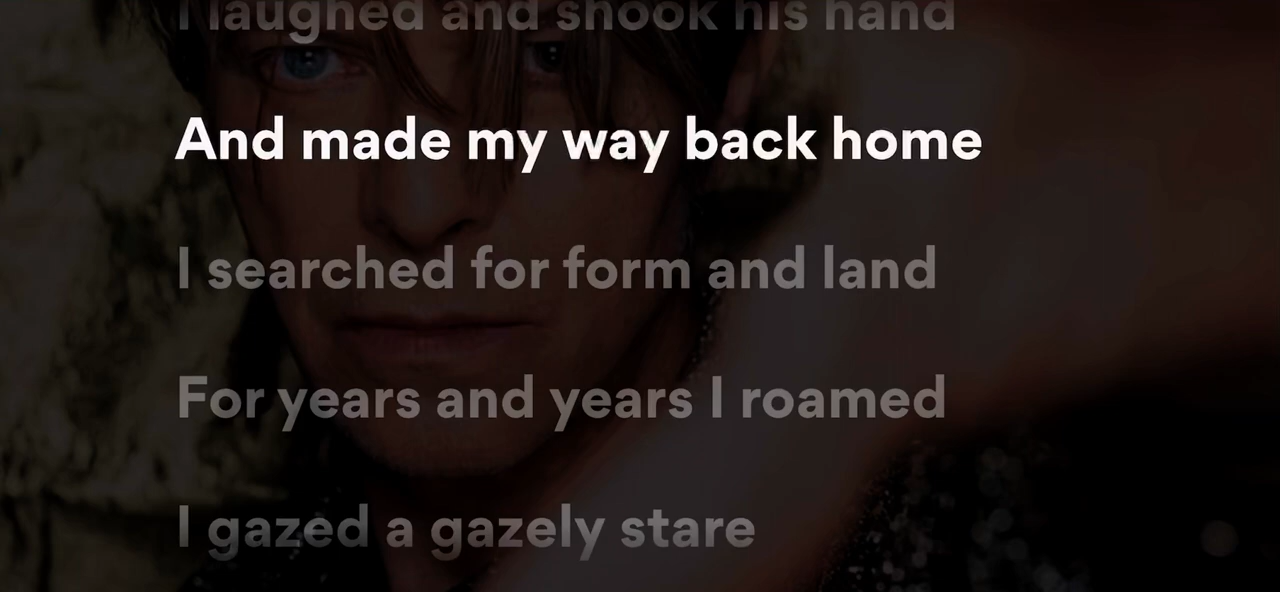 I laughed and shook his hand
And made my way back home
I searched for form and land
For years and years I roamed
I gazed a gazely stare